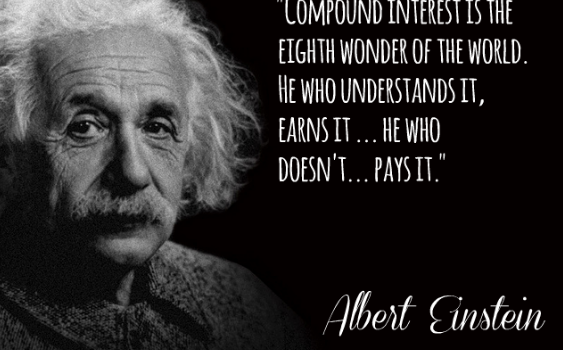 "Compound interest is the
eighth wonder of the world.
He who understands it,
earns it ... he who
doesn't... pays it."
Albert Einstein